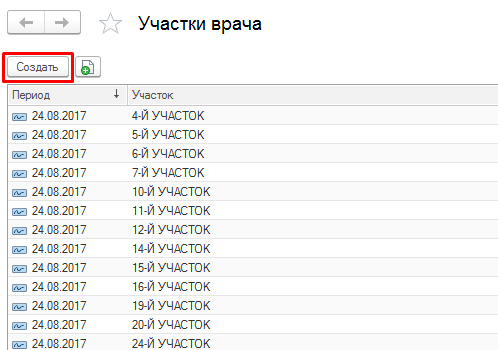 Участки врача
Создать
Период Участок
24.08.2017 4-Й УЧАСТОК
24.08.2017 5-Й УЧАСТОК
24.08.2017 6-Й УЧАСТОК
24.08.2017 7-Й УЧАСТОК
24.08.2017 10-Й УЧАСТОК
24.08.2017 11-Й УЧАСТОК
24.08.2017 12-Й УЧАСТОК
24.08.2017 14-Й УЧАСТОК
24.08.2017 15-Й УЧАСТОК
24.08.2017 16-Й УЧАСТОК
24.08.2017 19-Й УЧАСТОК
24.08.2017 20-Й УЧАСТОК
24.08.2017 24-Й УЧАСТОК